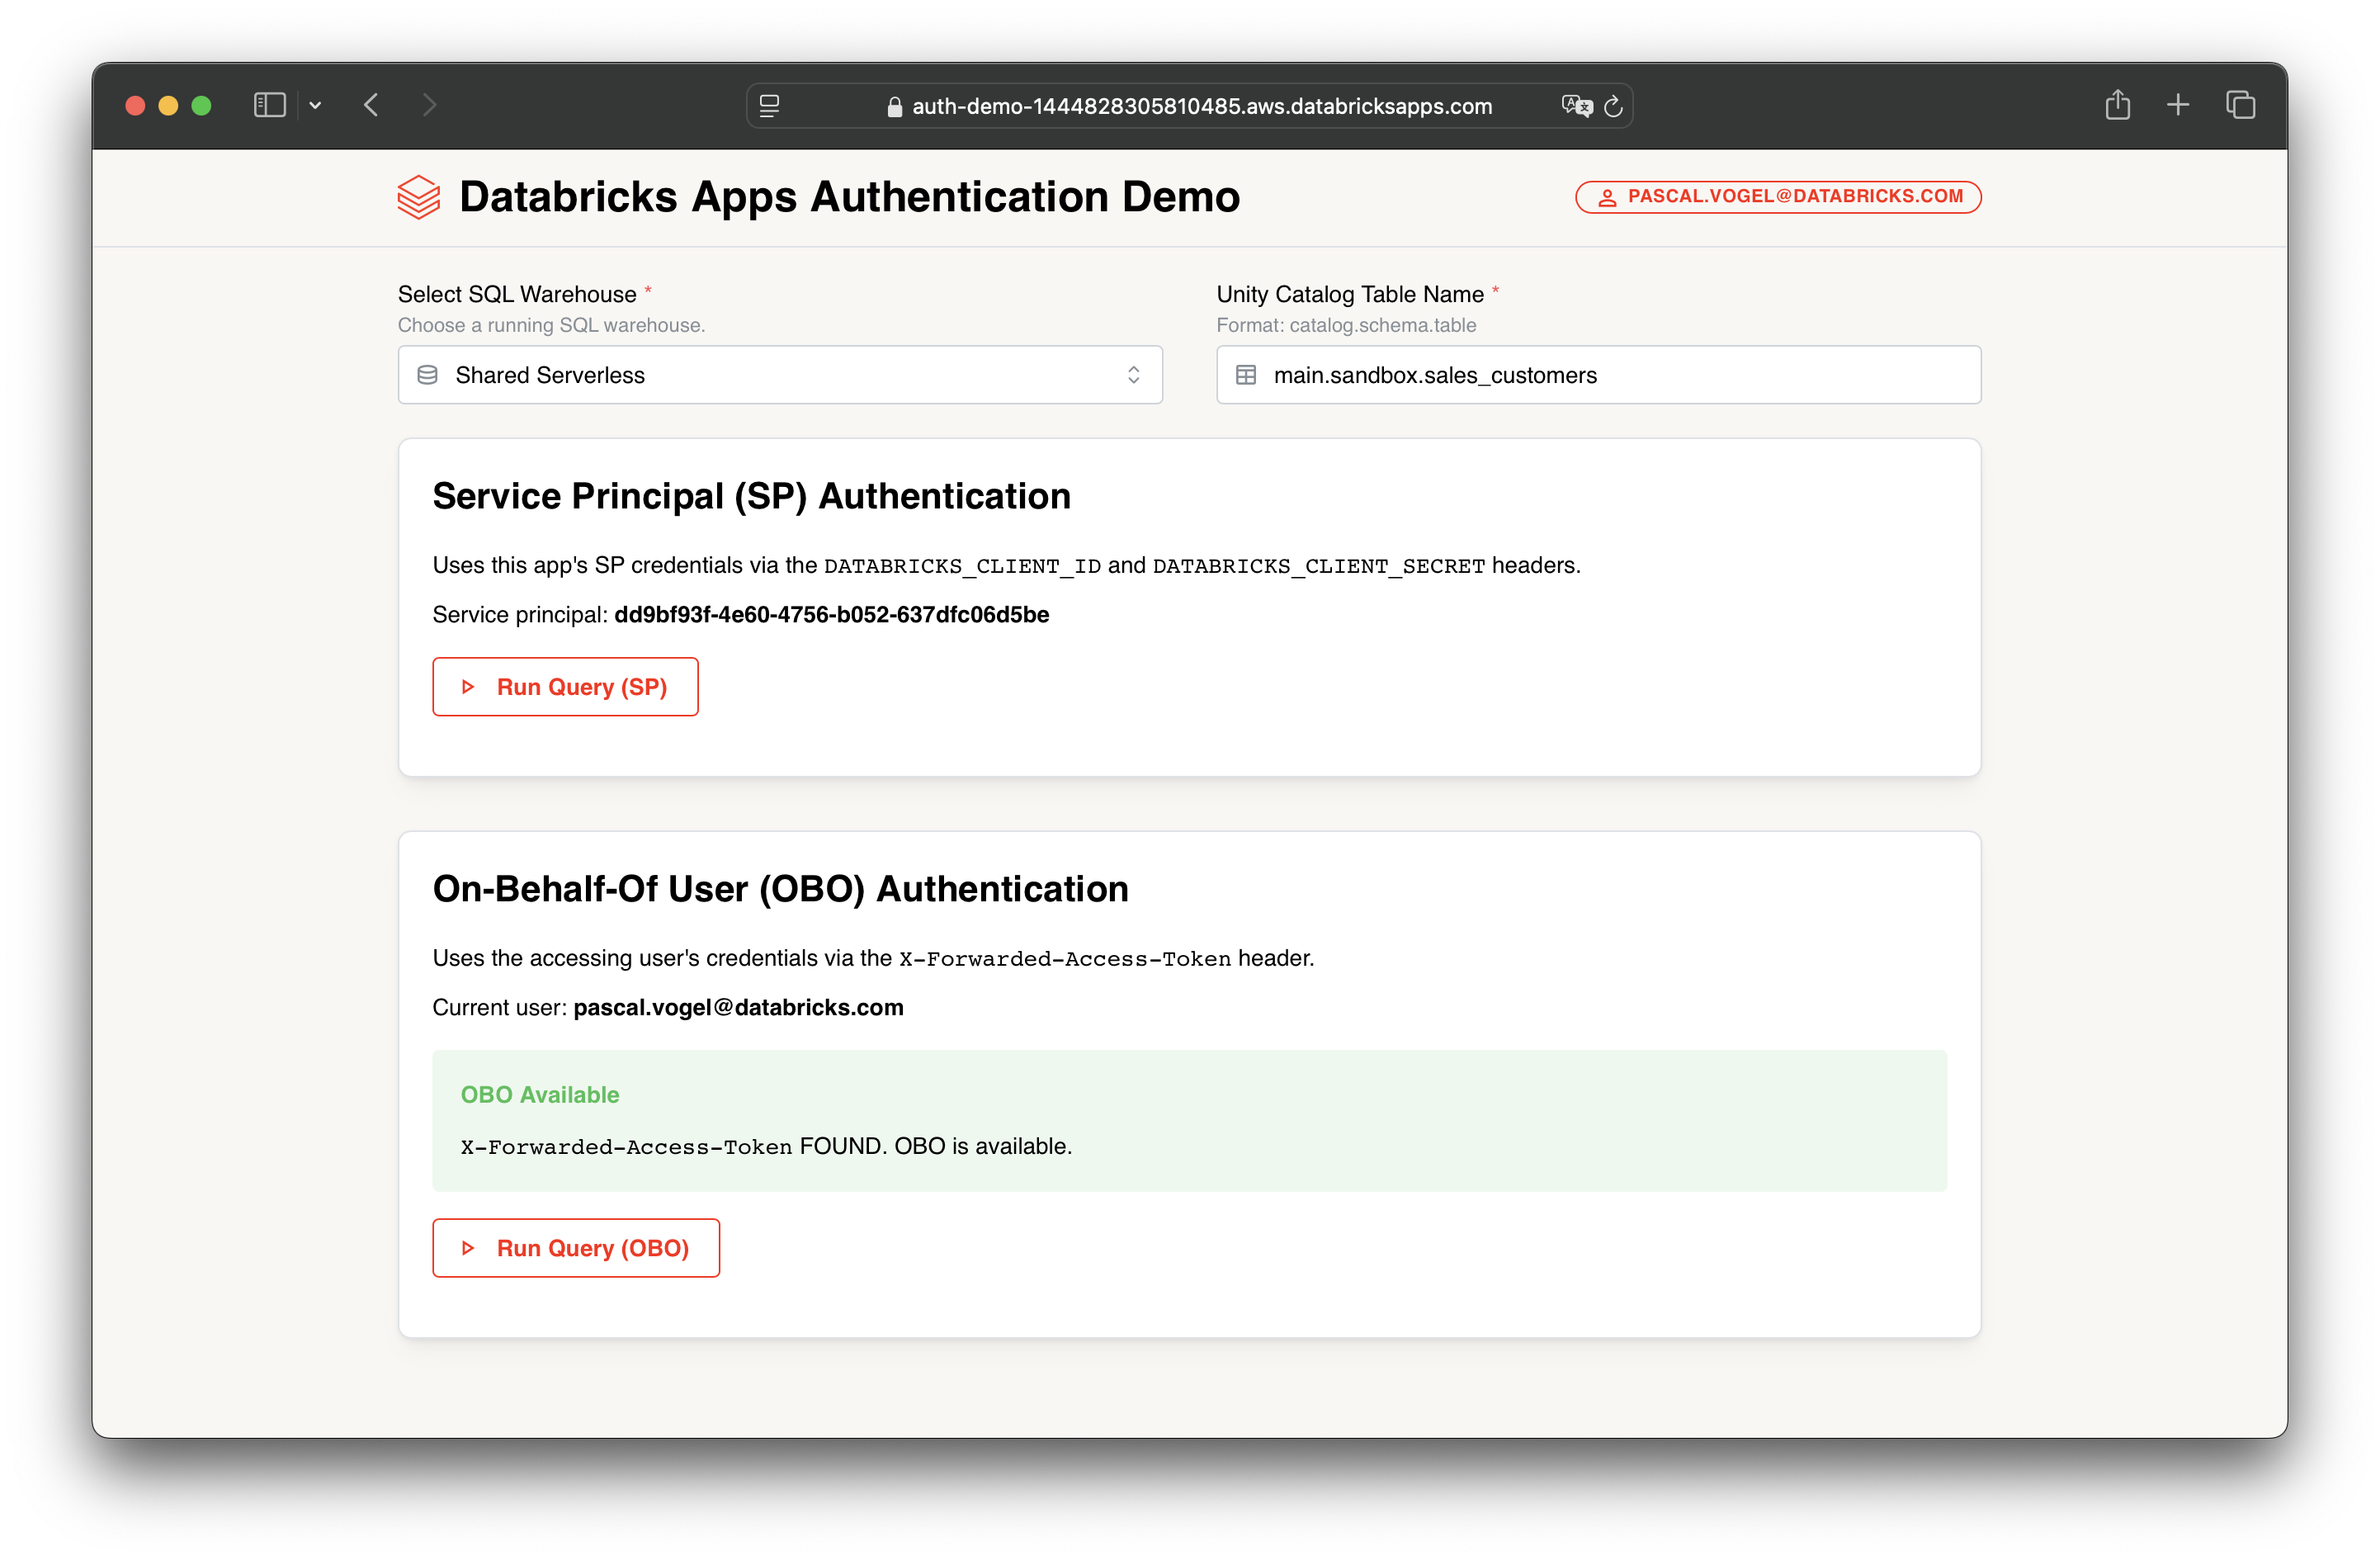 auth-demo-1444828305810485.aws.databricksapps.com
Databricks Apps Authentication Demo
PASCAL.VOGEL@DATABRICKS.COM
Select SQL Warehouse *
Choose a running SQL warehouse.
Shared Serverless
Unity Catalog Table Name *
Format: catalog.schema.table
main.sandbox.sales_customers
Service Principal (SP) Authentication
Uses this app's SP credentials via the DATABRICKS_CLIENT_ID and DATABRICKS_CLIENT_SECRET headers.
Service principal: dd9bf93f-4e60-4756-b052-637dfc06d5be
Run Query (SP)
On-Behalf-Of User (OBO) Authentication
Uses the accessing user's credentials via the X-Forwarded-Access-Token header.
Current user: pascal.vogel@databricks.com
OBO Available
X-Forwarded-Access-Token FOUND. OBO is available.
Run Query (OBO)